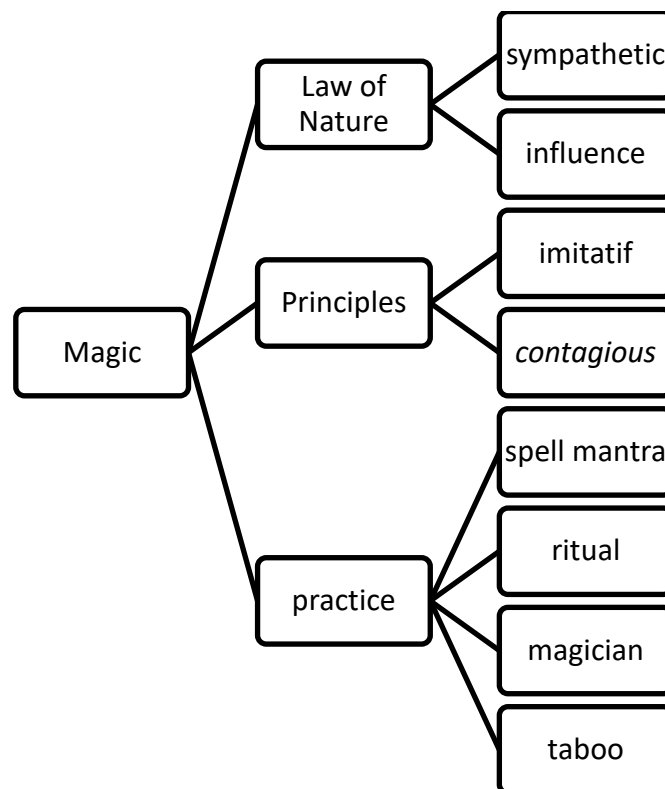 Magic
Law of
Nature
sympathetic
influence
Principles
imitatif
contagious
practice
spell mantra
ritual
magician
taboo